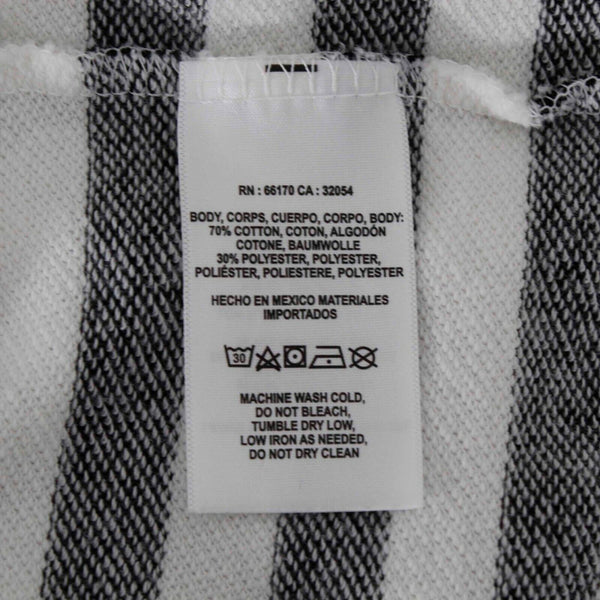 RN : 66170 CA : 32054
BODY, CORPS, CUERPO, CORPO, BODY:
70% COTTON, COTON, ALGODÓN
COTONE, BAUMWOLLE
30% POLYESTER, POLYESTER,
POLIÉSTER, POLIESTERE, POLYESTER
HECHO EN MEXICO MATERIALES
IMPORTADOS
30
MACHINE WASH COLD,
DO NOT BLEACH,
TUMBLE DRY LOW,
LOW IRON AS NEEDED,
DO NOT DRY CLEAN